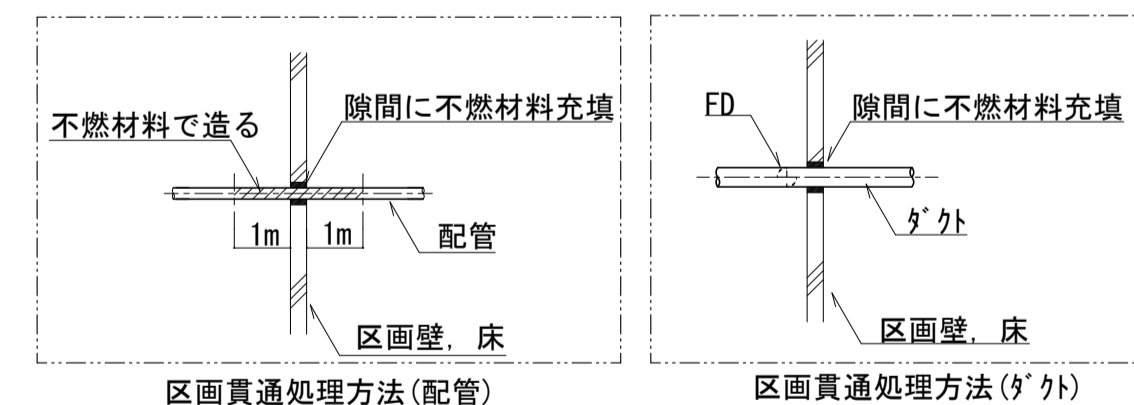 不燃材料で造る
隙間に不燃材料充填
1m
1m
配管
区画壁, 床
区画貫通処理方法(配管)
FD
隙間に不燃材料充填
ﾀﾞｸﾄ
区画壁, 床
区画貫通処理方法(ﾀﾞｸﾄ)